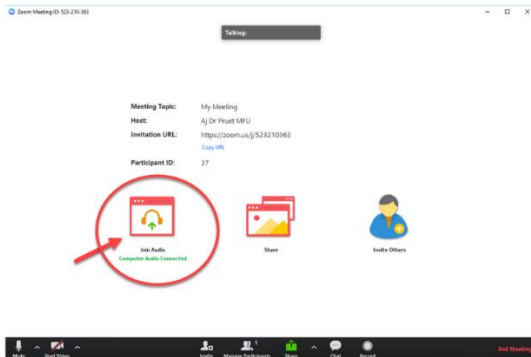 Zoom Meeting ID: 523-210-363
Talking:
Meeting Topic: My Meeting
Host: Aj Dr Pruet MFU
Invitation URL: https://zoom.us/j/523210363
Copy URL
Participant ID: 37
Join Audio
Computer Audio Connected
Share
Invite Others
Mute
Start Video
Invite
1
Manage Participants
Share
Chat
Record
End Meeting